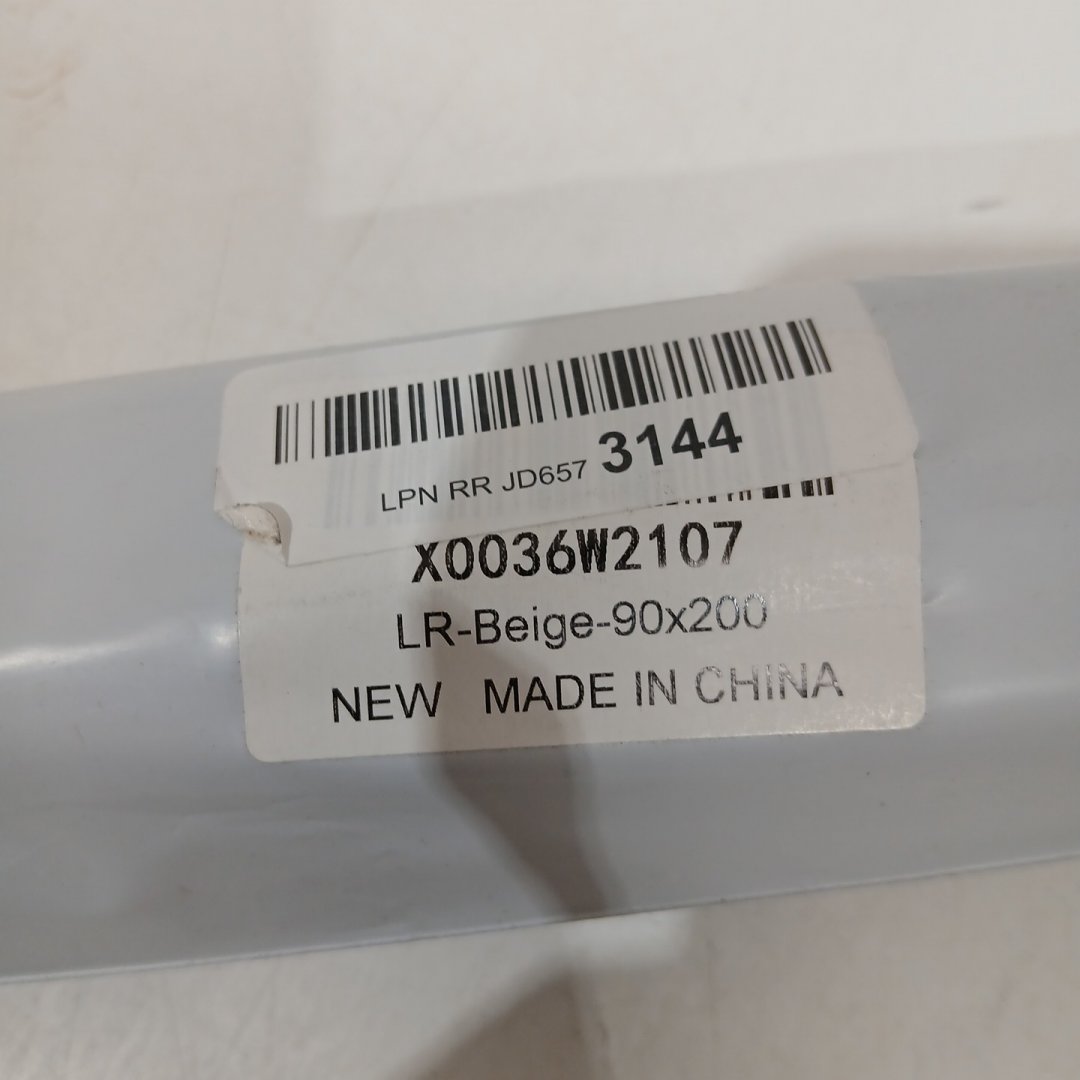 LPN RR JD657 3144
X0036W2107
LR-Beige-90x200
NEW MADE IN CHINA